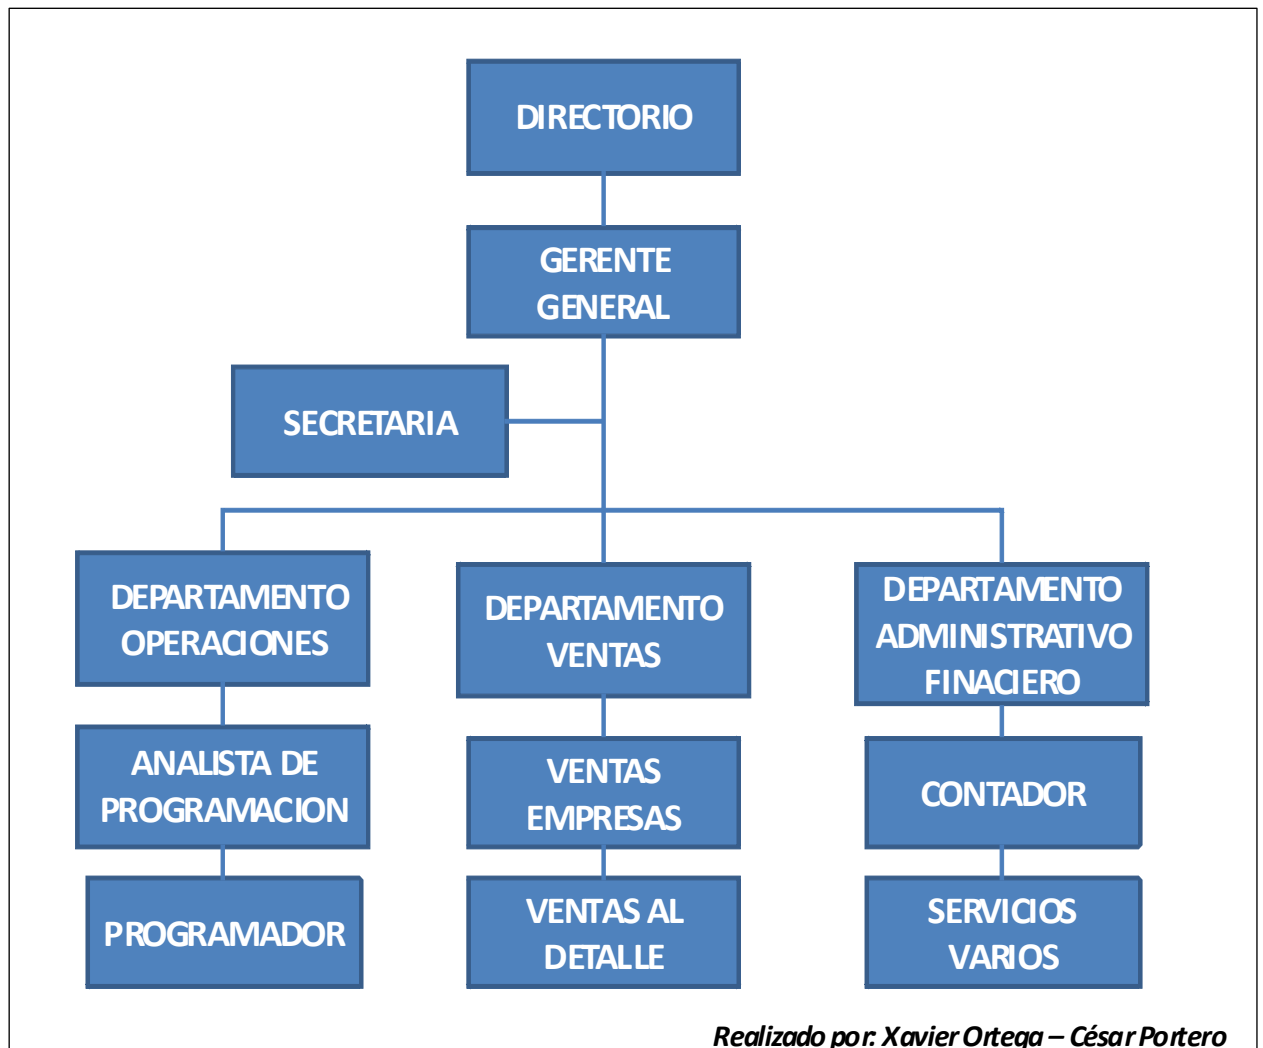 DIRECTORIO
GERENTE
GENERAL
SECRETARIA
DEPARTAMENTO
OPERACIONES
DEPARTAMENTO
VENTAS
DEPARTAMENTO
ADMINISTRATIVO
FINACIERO
ANALISTA DE
PROGRAMACION
VENTAS
EMPRESAS
CONTADOR
PROGRAMADOR
VENTAS AL
DETALLE
SERVICIOS
VARIOS
Realizado por: Xavier Ortega – César Portero